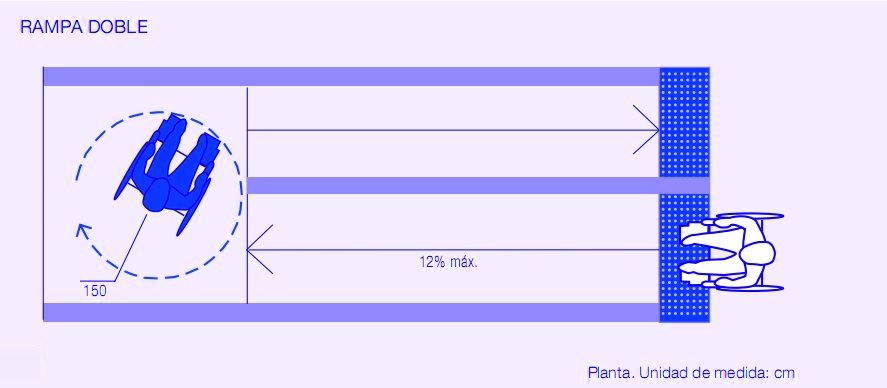 RAMPA DOBLE
12% máx.
150
Planta. Unidad de medida: cm